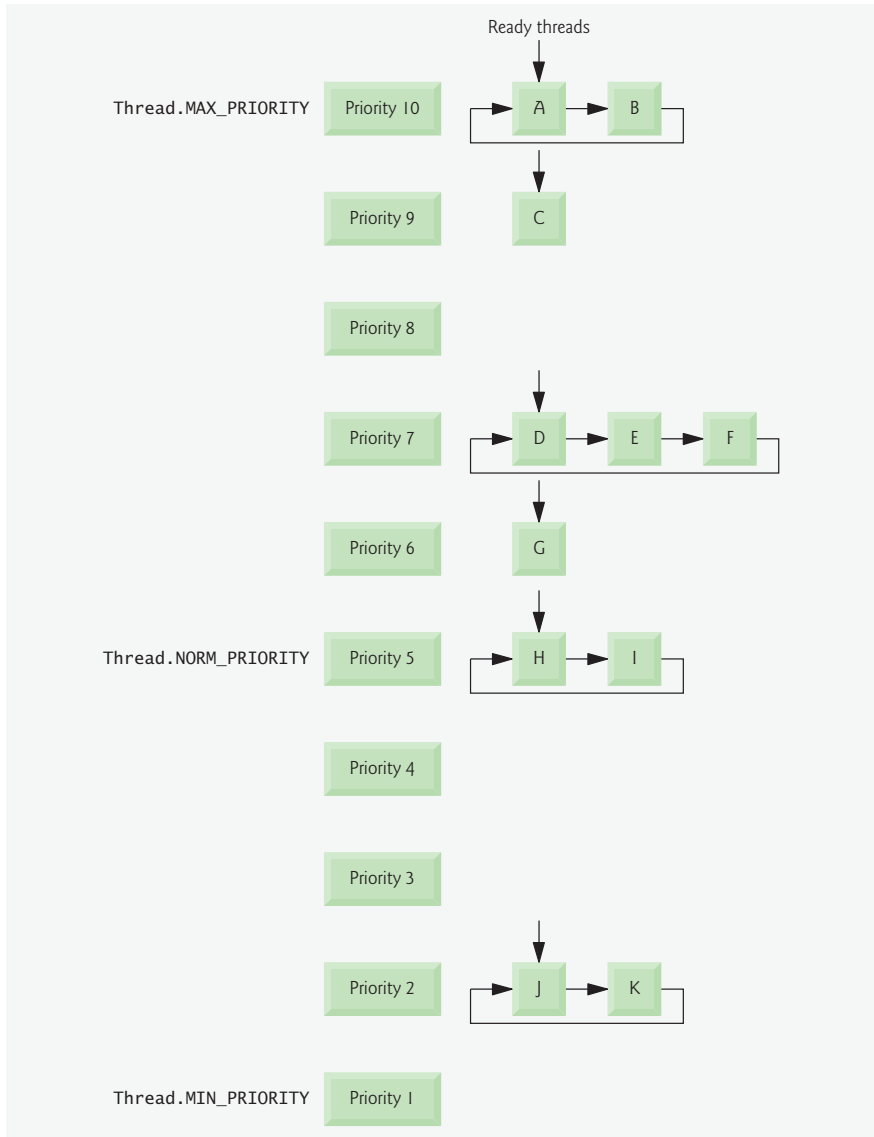 Ready threads
Thread.MAX_PRIORITY Priority 10 A B
Priority 9 C
Priority 8
Priority 7 D E F
Priority 6 G
Thread.NORM_PRIORITY Priority 5 H I
Priority 4
Priority 3
Priority 2 J K
Thread.MIN_PRIORITY Priority 1